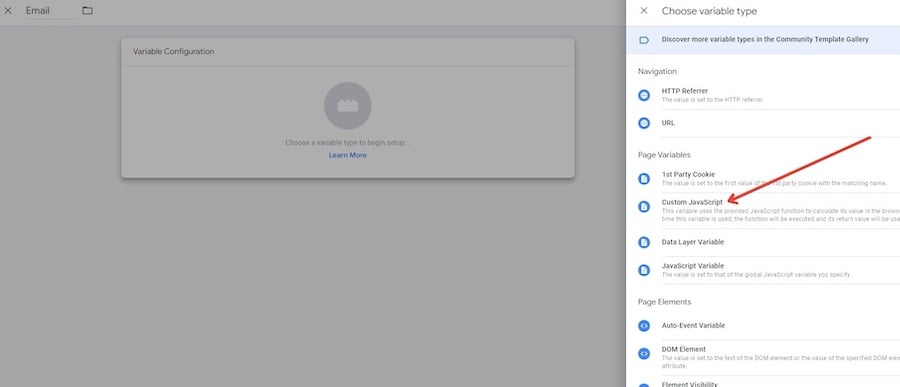 Email
Variable Configuration
Choose a variable type to begin setup...
Learn More
Choose variable type
Discover more variable types in the Community Template Gallery
Navigation
HTTP Referrer
The value is set to the HTTP referrer.
URL
Page Variables
1st Party Cookie
The value is set to the first value of 1st party cookie with the matching name.
Custom JavaScript
This variable uses the provided JavaScript function to calculate its value in the brows
time this variable is used, the function will be executed and its return value will be use
Data Layer Variable
JavaScript Variable
The value is set to that of the global JavaScript variable you specify.
Page Elements
Auto-Event Variable
DOM Element
The value is set to the text of the DOM element or the value of the specified DOM elem
attribute.
Element Visibility